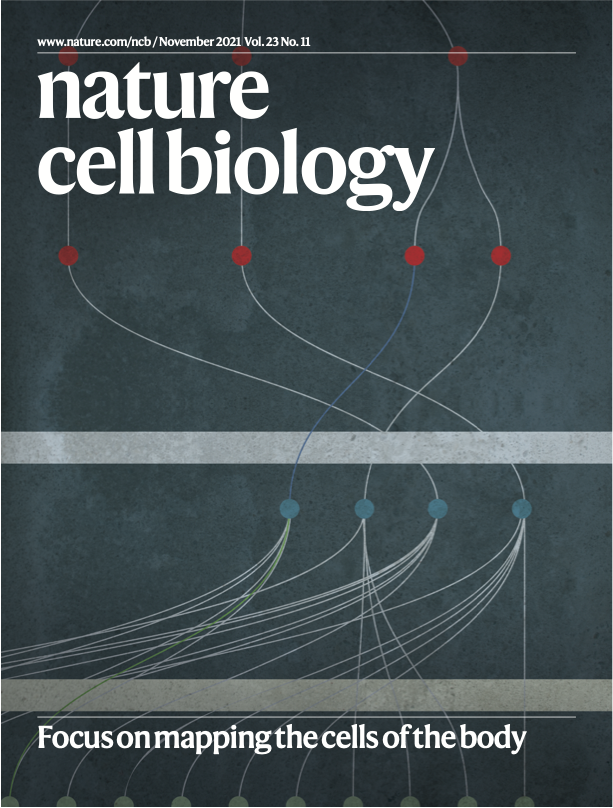 www.nature.com/ncb / November 2021 Vol. 23 No. 11
nature
cell biology
Focus on mapping the cells of the body